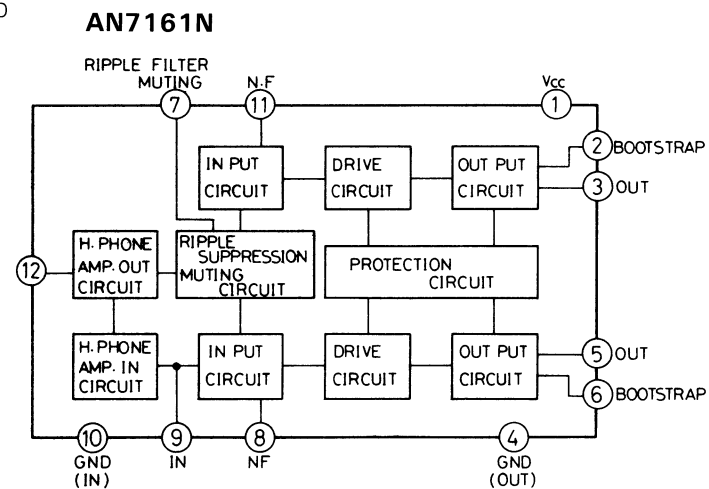 AN7161N
RIPPLE FILTER
MUTING
N.F
Vcc
7
11
1
2
BOOTSTRAP
3
OUT
IN PUT
CIRCUIT
DRIVE
CIRCUIT
OUT PUT
CIRCUIT
12
H. PHONE
AMP. OUT
CIRCUIT
RIPPLE
SUPPRESSION
MUTING
CIRCUIT
PROTECTION
CIRCUIT
H. PHONE
AMP. IN
CIRCUIT
IN PUT
CIRCUIT
DRIVE
CIRCUIT
OUT PUT
CIRCUIT
5
OUT
6
BOOTSTRAP
10
9
8
4
GND
(IN)
IN
NF
GND
(OUT)